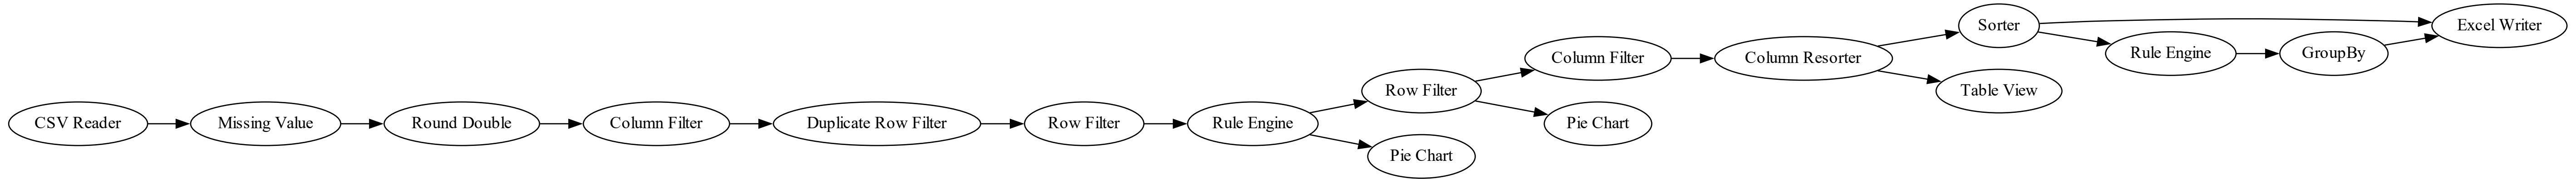 CSV Reader
Missing Value
Round Double
Column Filter
Duplicate Row Filter
Row Filter
Rule Engine
Row Filter
Pie Chart
Column Filter
Pie Chart
Column Resorter
Sorter
Table View
Rule Engine
GroupBy
Excel Writer